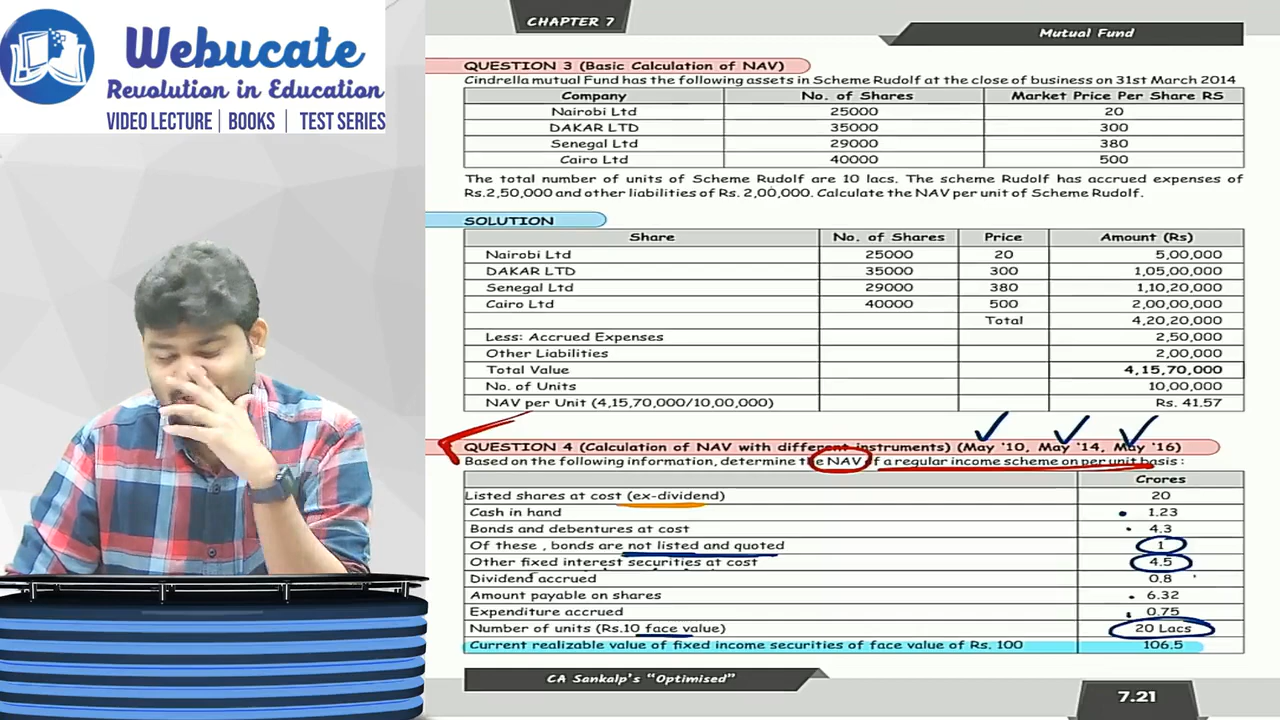 Webucate
Revolution in Education
VIDEO LECTURE | BOOKS | TEST SERIES
CHAPTER 7
Mutual Fund
QUESTION 3 (Basic Calculation of NAV)
Cindrella mutual Fund has the following assets in Scheme Rudolf at the close of business on 31st March 2014
Company No. of Shares Market Price Per Share RS
Nairobi Ltd 25000 20
DAKAR LTD 35000 300
Senegal Ltd 29000 380
Cairo Ltd 40000 500
The total number of units of Scheme Rudolf are 10 lacs. The scheme Rudolf has accrued expenses of
Rs.2,50,000 and other liabilities of Rs. 2,00,000. Calculate the NAV per unit of Scheme Rudolf.
SOLUTION
Share No. of Shares Price Amount (Rs)
Nairobi Ltd 25000 20 5,00,000
DAKAR LTD 35000 300 1,05,00,000
Senegal Ltd 29000 380 1,10,20,000
Cairo Ltd 40000 500 2,00,00,000
Total 4,20,20,000
Less: Accrued Expenses 2,50,000
Other Liabilities 2,00,000
Total Value 4,15,70,000
No. of Units 10,00,000
NAV per Unit (4,15,70,000/10,00,000) Rs. 41.57
QUESTION 4 (Calculation of NAV with different instruments) (May '10, May '14, May '16)
Based on the following information, determine the NAV of a regular income scheme on per unit basis :
Crores
Listed shares at cost (ex-dividend) 20
Cash in hand 1.23
Bonds and debentures at cost 4.3
Of these , bonds are not listed and quoted 1
Other fixed interest securities at cost 4.5
Dividend accrued 0.8
Amount payable on shares 6.32
Expenditure accrued 0.75
Number of units (Rs.10 face value) 20 Lacs
Current realizable value of fixed income securities of face value of Rs. 100 106.5
CA Sankalp's "Optimised"
7.21